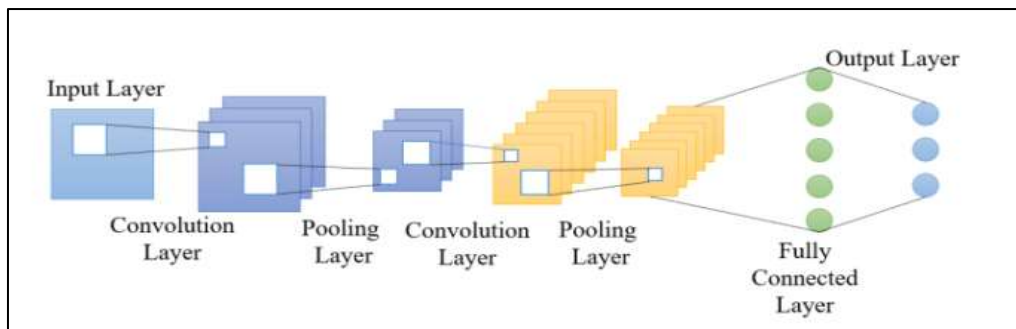 Input Layer
Output Layer
Convolution
Layer
Pooling
Layer
Convolution
Layer
Pooling
Layer
Fully
Connected
Layer